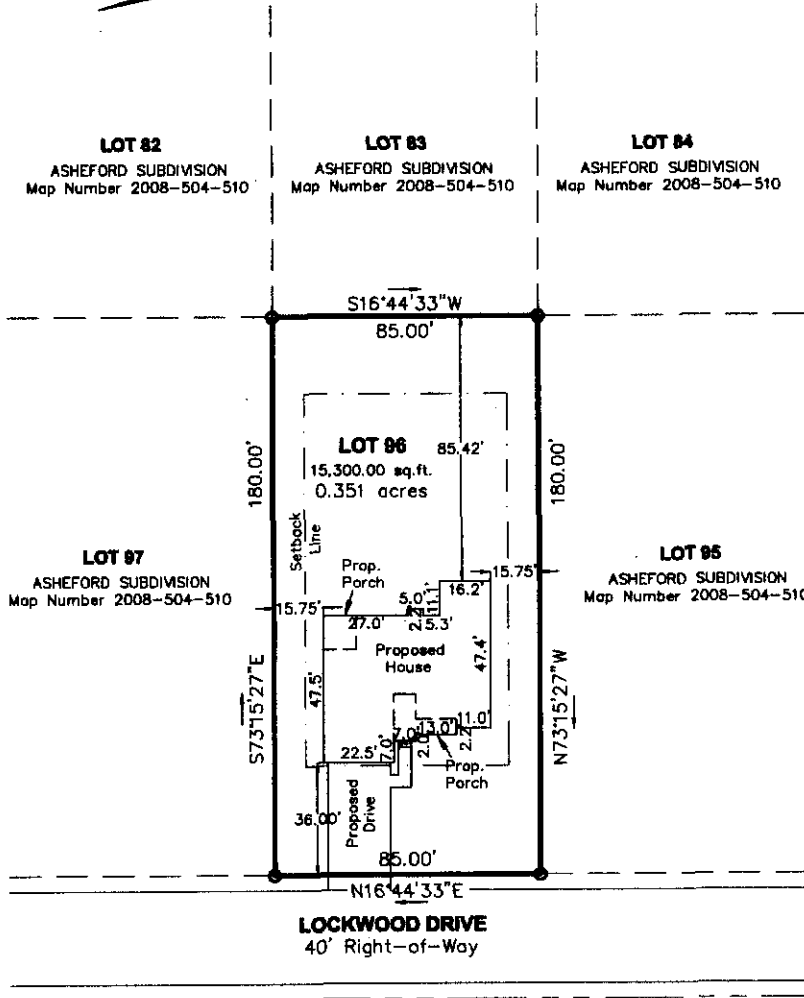 LOT 82
ASHEFORD SUBDIVISION
Map Number 2008-504-510
LOT 83
ASHEFORD SUBDIVISION
Map Number 2008-504-510
LOT 84
ASHEFORD SUBDIVISION
Map Number 2008-504-510
S16°44'33"W
85.00'
180.00'
180.00'
LOT 96
15,300.00 sq.ft.
0.351 acres
85.42'
Setback
Line
LOT 97
ASHEFORD SUBDIVISION
Map Number 2008-504-510
LOT 95
ASHEFORD SUBDIVISION
Map Number 2008-504-510
Prop.
Porch
15.75'
15.75'
16.2'
11.1'
5.0'
27.0'
2.2'
5.3'
Proposed
House
47.5'
47.4'
S73°15'27"E
N73°15'27"W
11.0'
13.0'
7.0'
2.2'
2.0'
7.0'
22.5'
Prop.
Porch
Proposed
Drive
36.00'
85.00'
N16°44'33"E
LOCKWOOD DRIVE
40' Right-of-Way